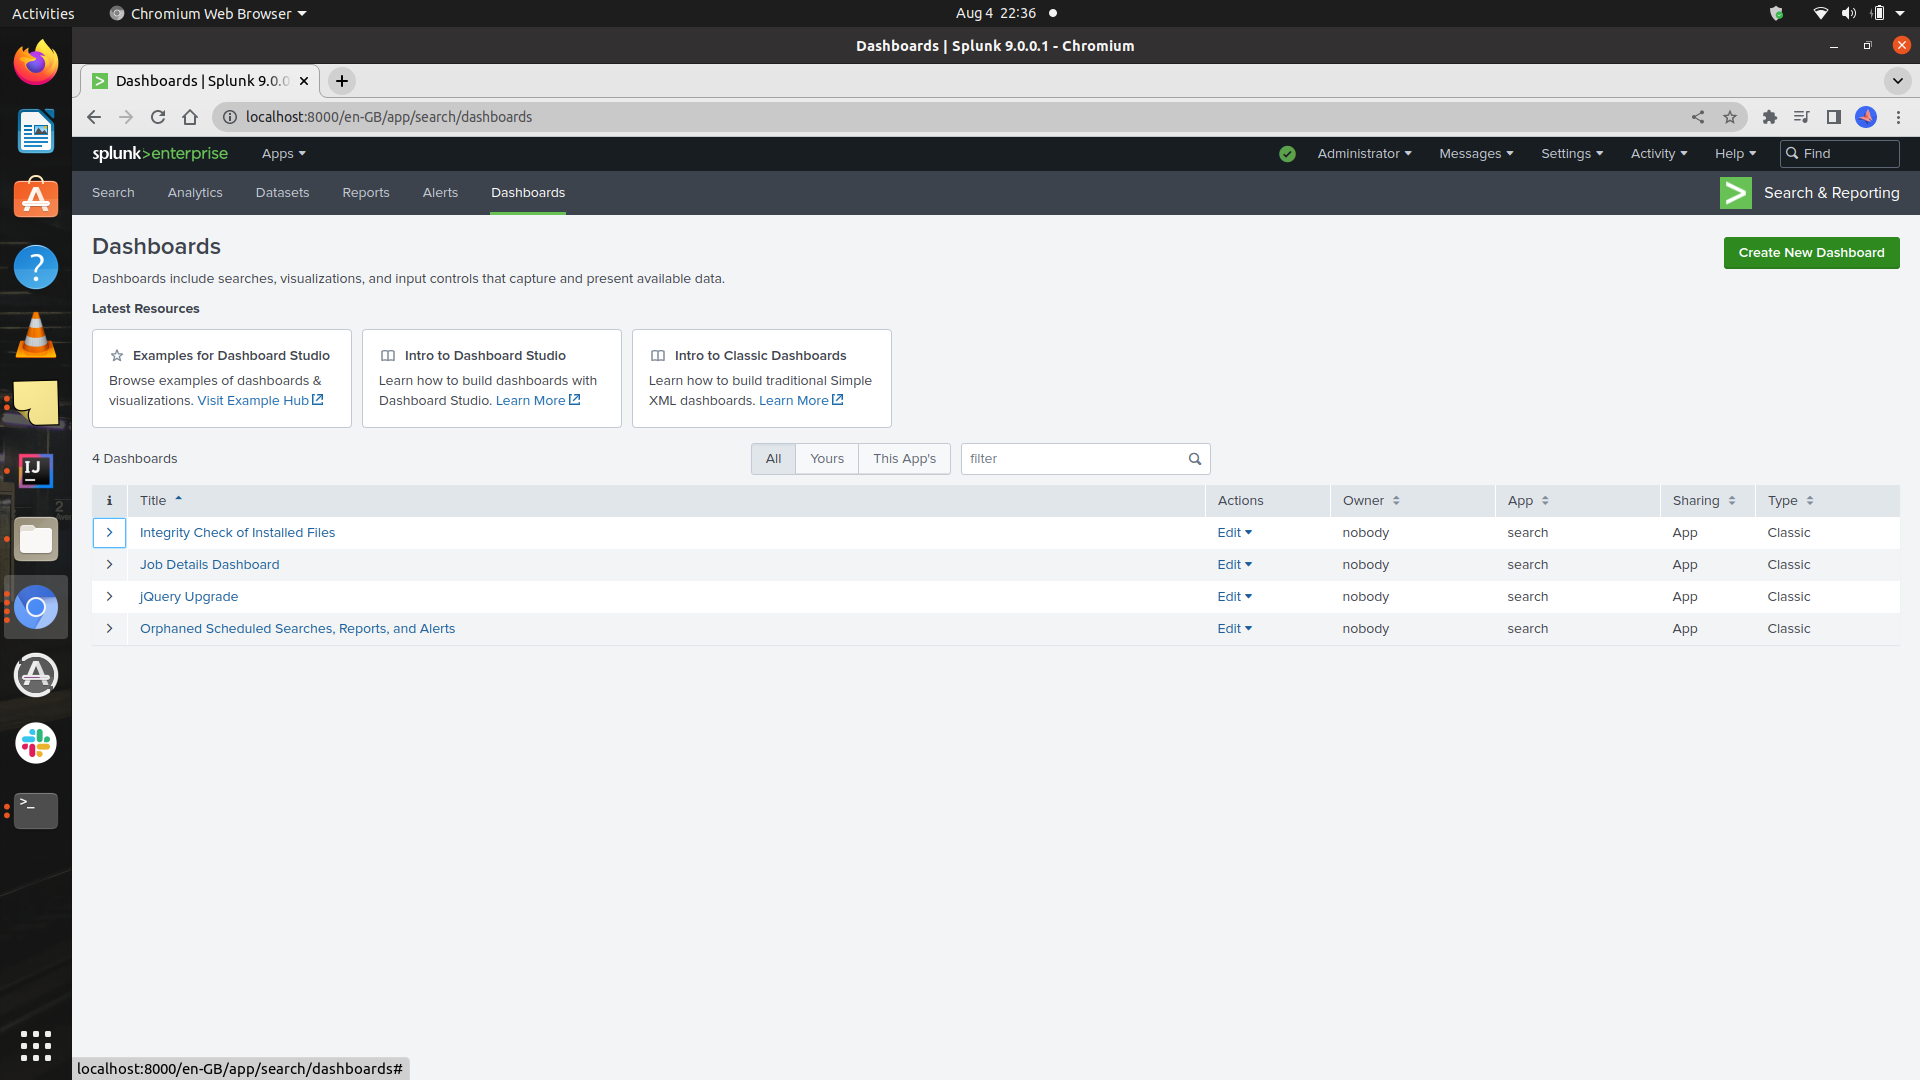 Activities
Chromium Web Browser
Aug 4 22:36
Dashboards | Splunk 9.0.0.1 - Chromium
Dashboards | Splunk 9.0.0
localhost:8000/en-GB/app/search/dashboards
splunk>enterprise
Apps
Administrator
Messages
Settings
Activity
Help
Find
Search
Analytics
Datasets
Reports
Alerts
Dashboards
Search & Reporting
Dashboards
Create New Dashboard
Dashboards include searches, visualizations, and input controls that capture and present available data.
Latest Resources
Examples for Dashboard Studio
Browse examples of dashboards &
visualizations. Visit Example Hub
Intro to Dashboard Studio
Learn how to build dashboards with
Dashboard Studio. Learn More
Intro to Classic Dashboards
Learn how to build traditional Simple
XML dashboards. Learn More
4 Dashboards
All
Yours
This App's
filter
i Title Actions Owner App Sharing Type
Integrity Check of Installed Files Edit nobody search App Classic
Job Details Dashboard Edit nobody search App Classic
jQuery Upgrade Edit nobody search App Classic
Orphaned Scheduled Searches, Reports, and Alerts Edit nobody search App Classic
IJ
>_
localhost:8000/en-GB/app/search/dashboards#